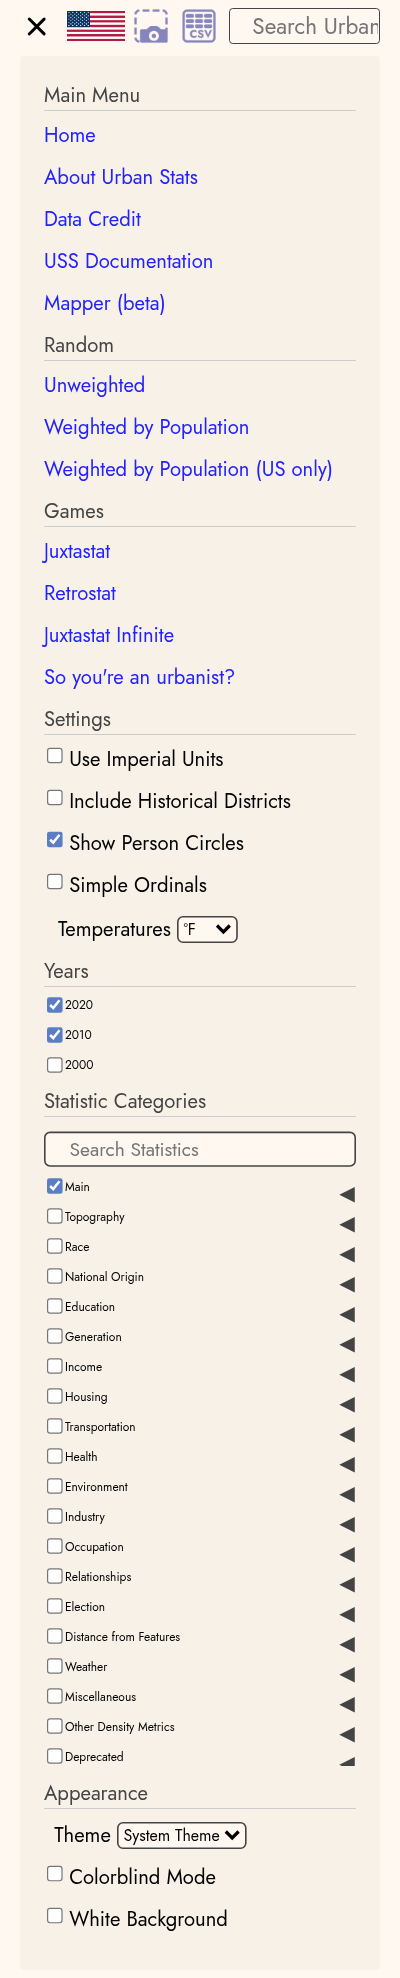 CSV
Search Urban
Main Menu
Home
About Urban Stats
Data Credit
USS Documentation
Mapper (beta)
Random
Unweighted
Weighted by Population
Weighted by Population (US only)
Games
Juxtastat
Retrostat
Juxtastat Infinite
So you're an urbanist?
Settings
Use Imperial Units
Include Historical Districts
Show Person Circles
Simple Ordinals
Temperatures °F
Years
2020
2010
2000
Statistic Categories
Search Statistics
Main
Topography
Race
National Origin
Education
Generation
Income
Housing
Transportation
Health
Environment
Industry
Occupation
Relationships
Election
Distance from Features
Weather
Miscellaneous
Other Density Metrics
Deprecated
Appearance
Theme System Theme
Colorblind Mode
White Background